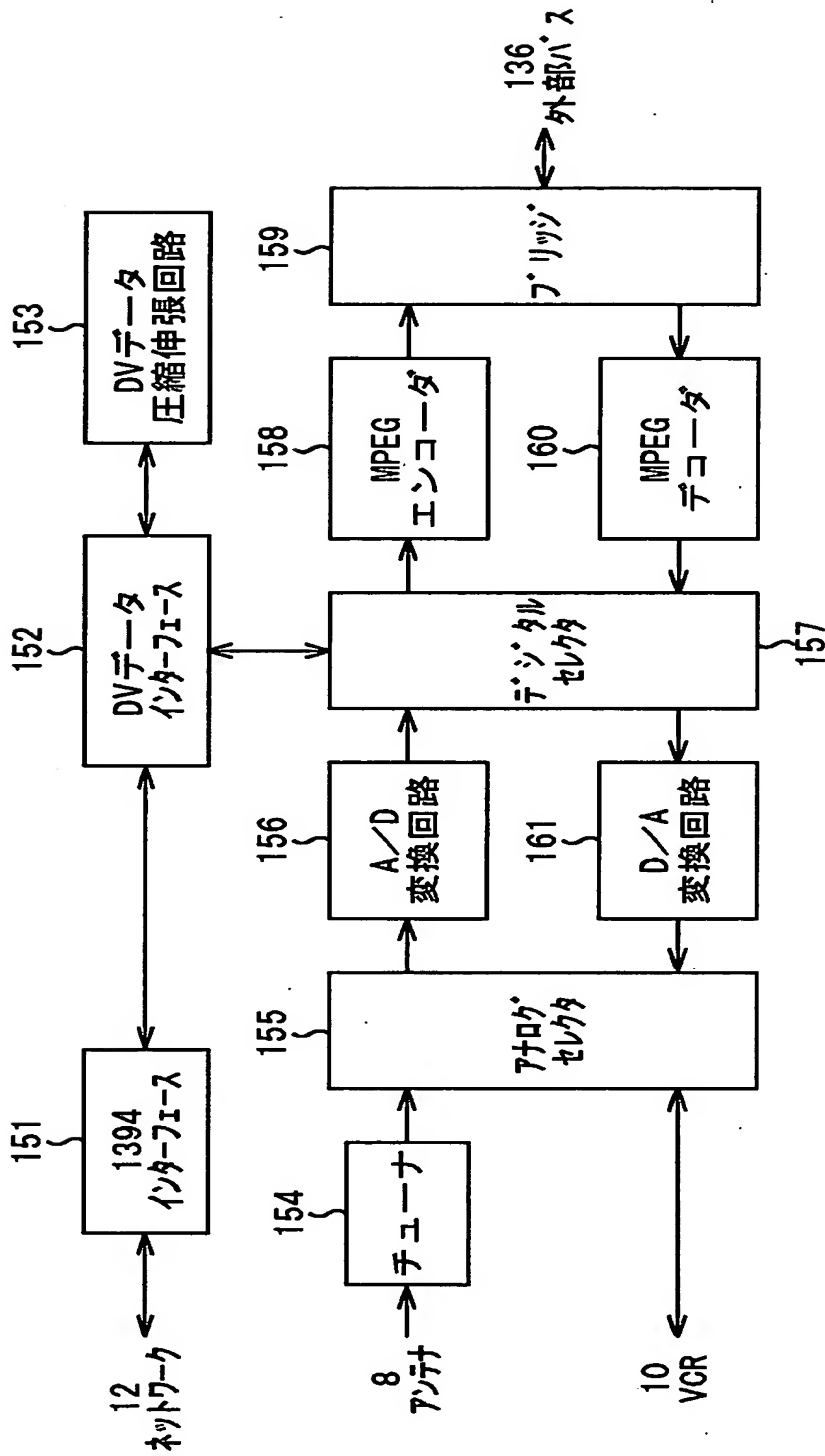 12
ネットワーク
151
1394
インターフェース
152
DVデータ
インターフェース
153
DVデータ
圧縮伸張回路
8
アンテナ
154
チューナ
10
VCR
155
アナログ
セレクタ
156
A/D
変換回路
161
D/A
変換回路
デジタル
セレクタ
157
158
MPEG
エンコーダ
160
MPEG
デコーダ
159
ブリッジ
136
外部バス